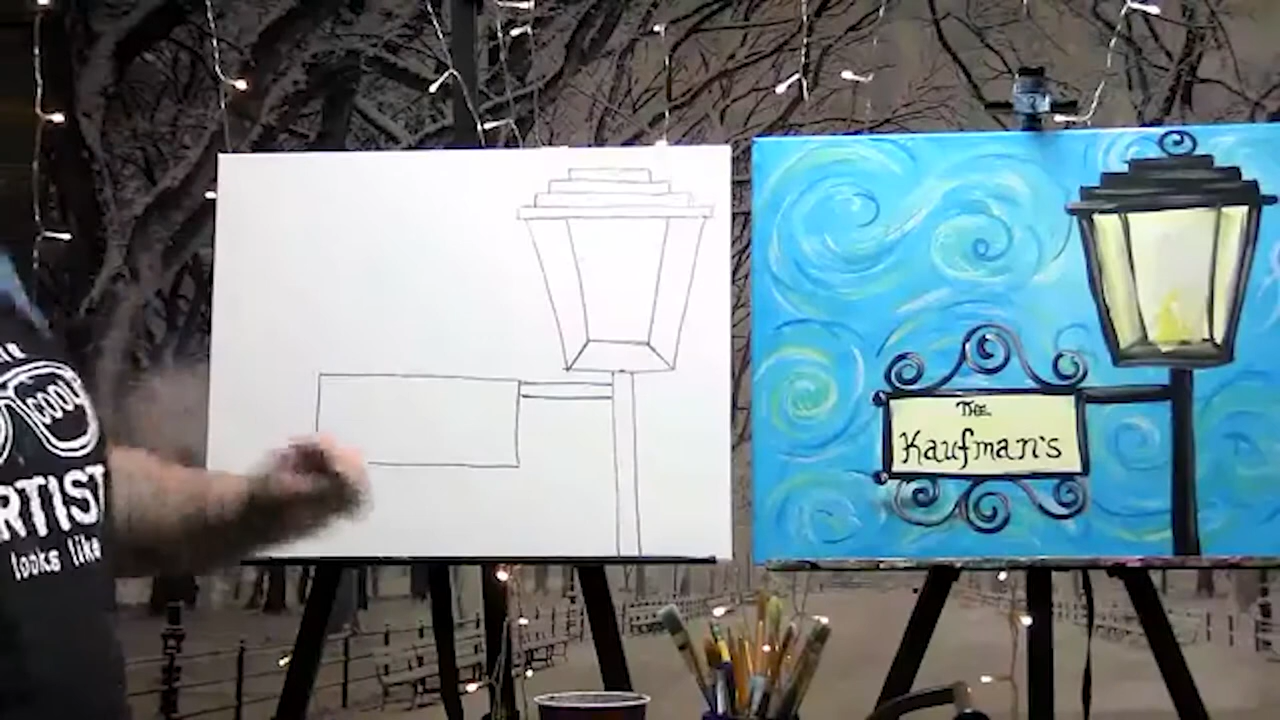 COOL
ARTIST
looks like
THE
Kaufman's